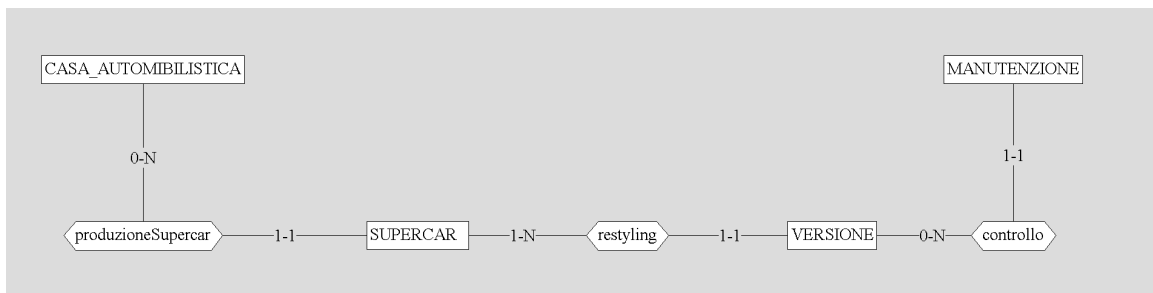 CASA_AUTOMIBILISTICA
MANUTENZIONE
0-N
1-1
produzioneSupercar
1-1
SUPERCAR
1-N
restyling
1-1
VERSIONE
0-N
controllo